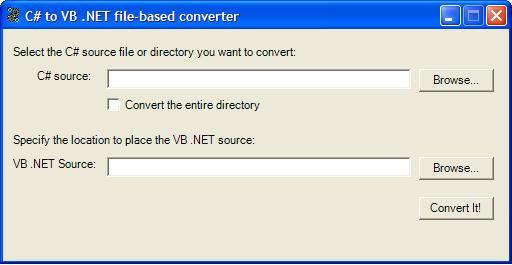 C# to VB .NET file-based converter
Select the C# source file or directory you want to convert:
C# source: Browse...
Convert the entire directory
Specify the location to place the VB .NET source:
VB .NET Source: Browse...
Convert It!